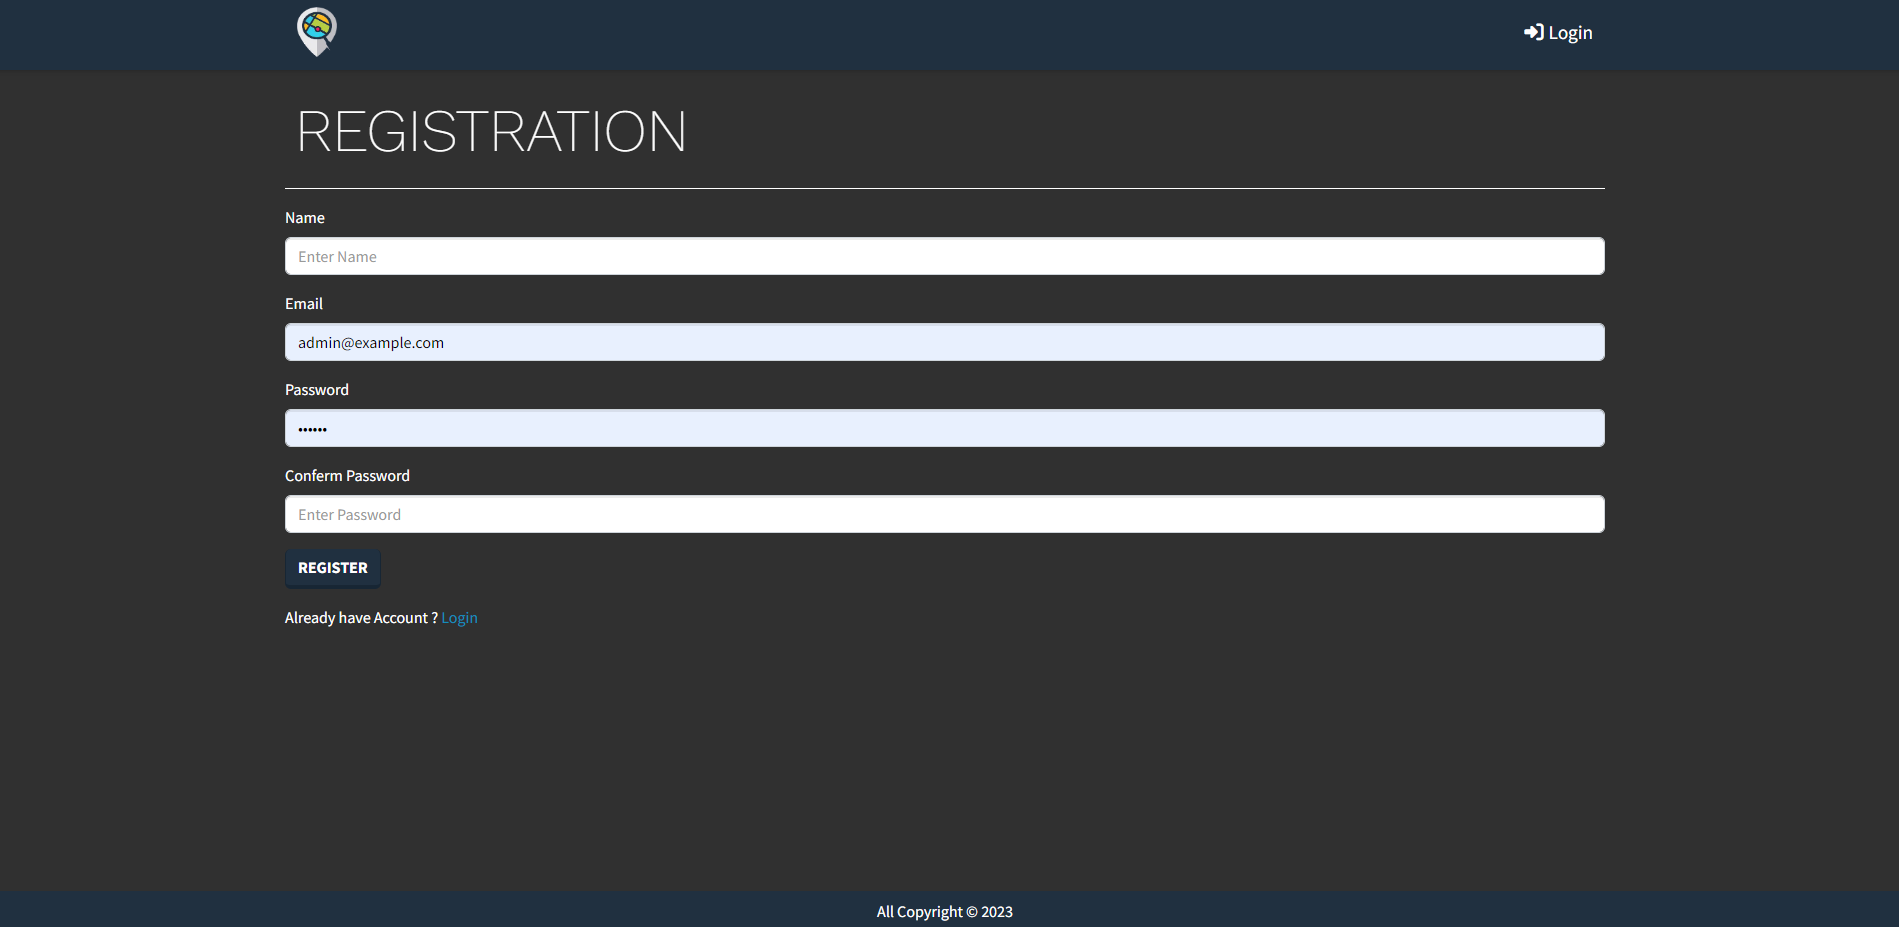 Login
REGISTRATION
Name
Enter Name
Email
admin@example.com
Password
••••••
Conferm Password
Enter Password
REGISTER
Already have Account ? Login
All Copyright © 2023